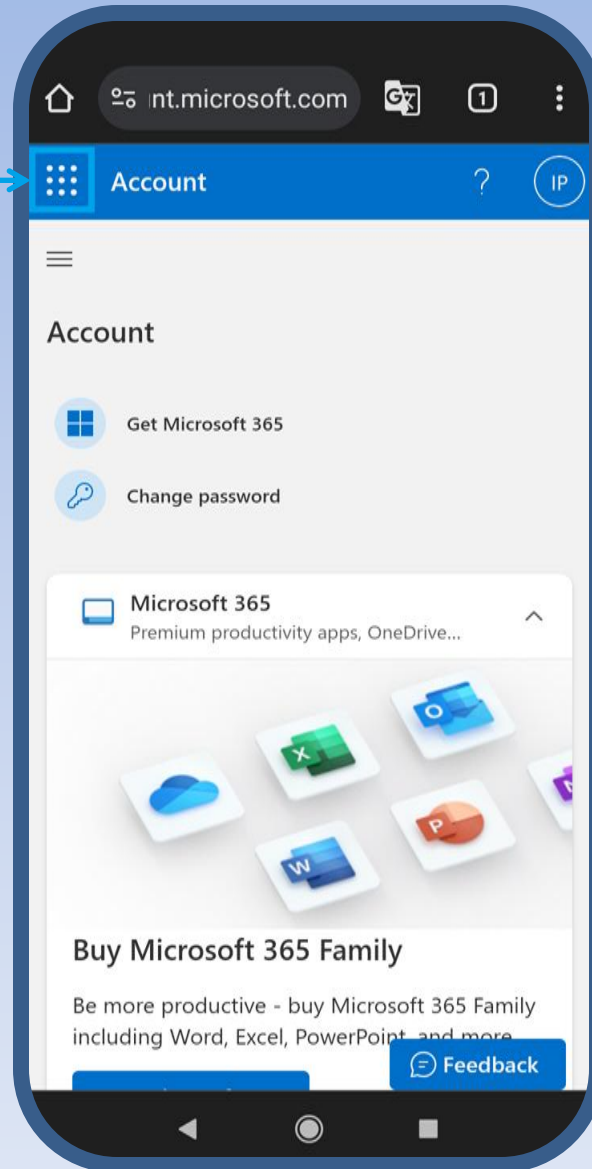 nt.microsoft.com
1
Account
?
IP
Account
Get Microsoft 365
Change password
Microsoft 365
Premium productivity apps, OneDrive...
Buy Microsoft 365 Family
Be more productive - buy Microsoft 365 Family
including Word, Excel, PowerPoint, and more
Feedback